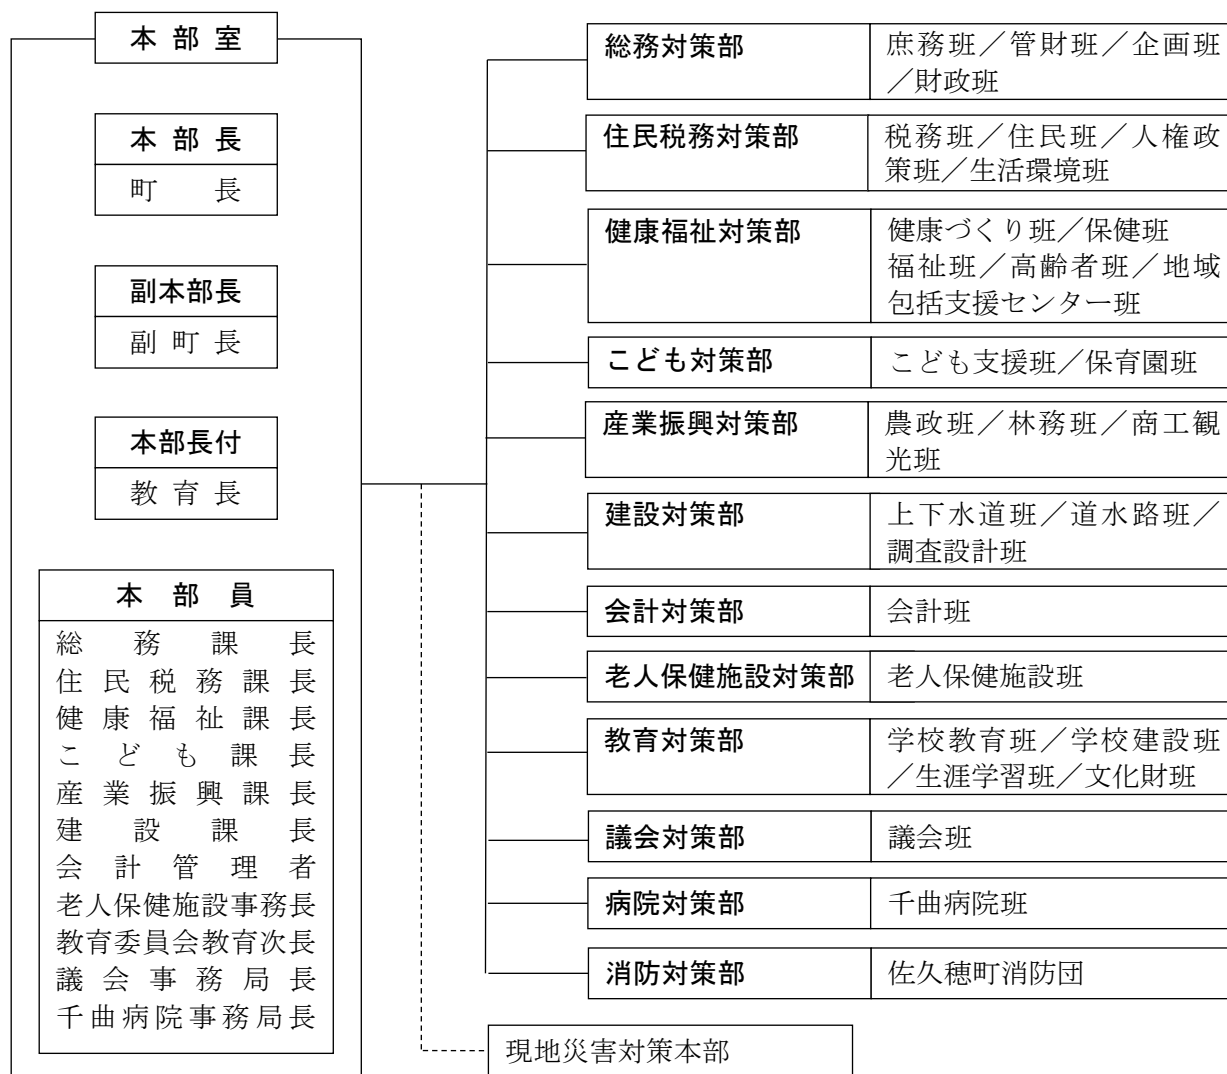 本部室
本部長
町長
副本部長
副町長
本部長付
教育長
本部員
総務課長
住民税務課長
健康福祉課長
こども課長
産業振興課長
建設課長
会計管理者
老人保健施設事務長
教育委員会教育次長
議会事務局長
千曲病院事務局長
総務対策部
庶務班／管財班／企画班
／財政班
住民税務対策部
税務班／住民班／人権政
策班／生活環境班
健康福祉対策部
健康づくり班／保健班
福祉班／高齢者班／地域
包括支援センター班
こども対策部
こども支援班／保育園班
産業振興対策部
農政班／林務班／商工観
光班
建設対策部
上下水道班／道水路班／
調査設計班
会計対策部
会計班
老人保健施設対策部
老人保健施設班
教育対策部
学校教育班／学校建設班
／生涯学習班／文化財班
議会対策部
議会班
病院対策部
千曲病院班
消防対策部
佐久穂町消防団
現地災害対策本部